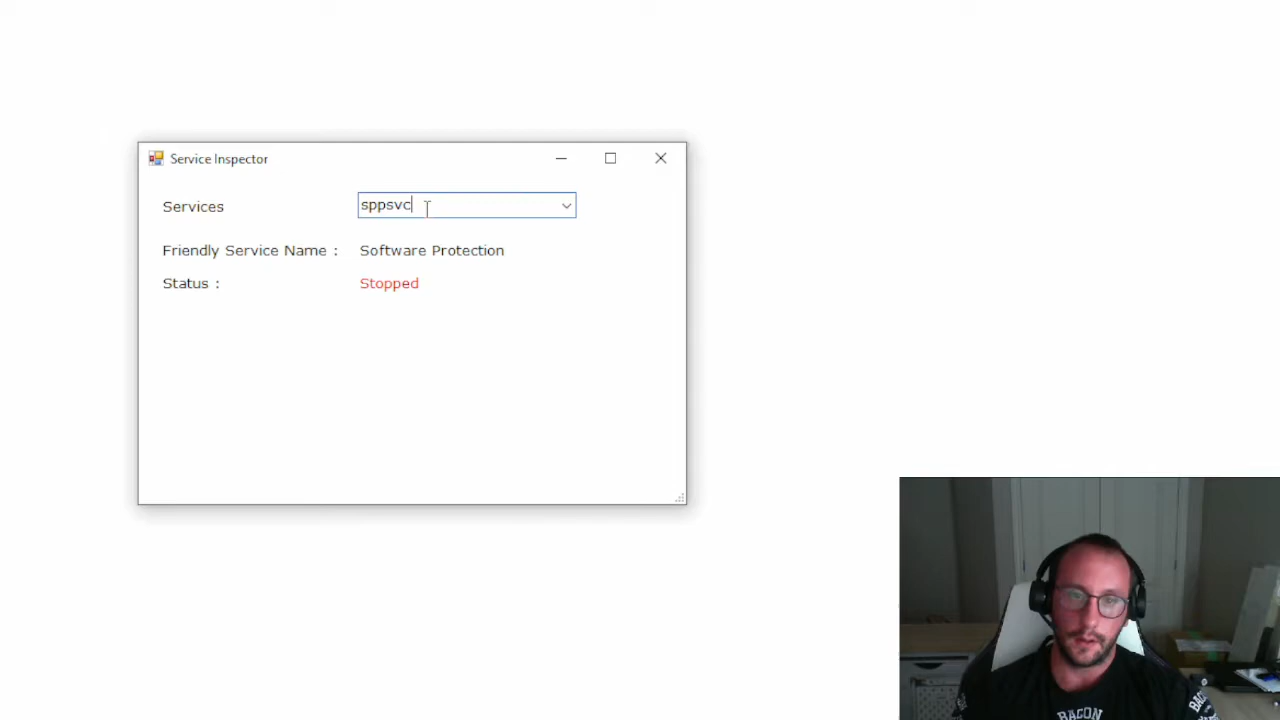 Service Inspector
Services
sppsvc
Friendly Service Name :
Software Protection
Status :
Stopped
BACON